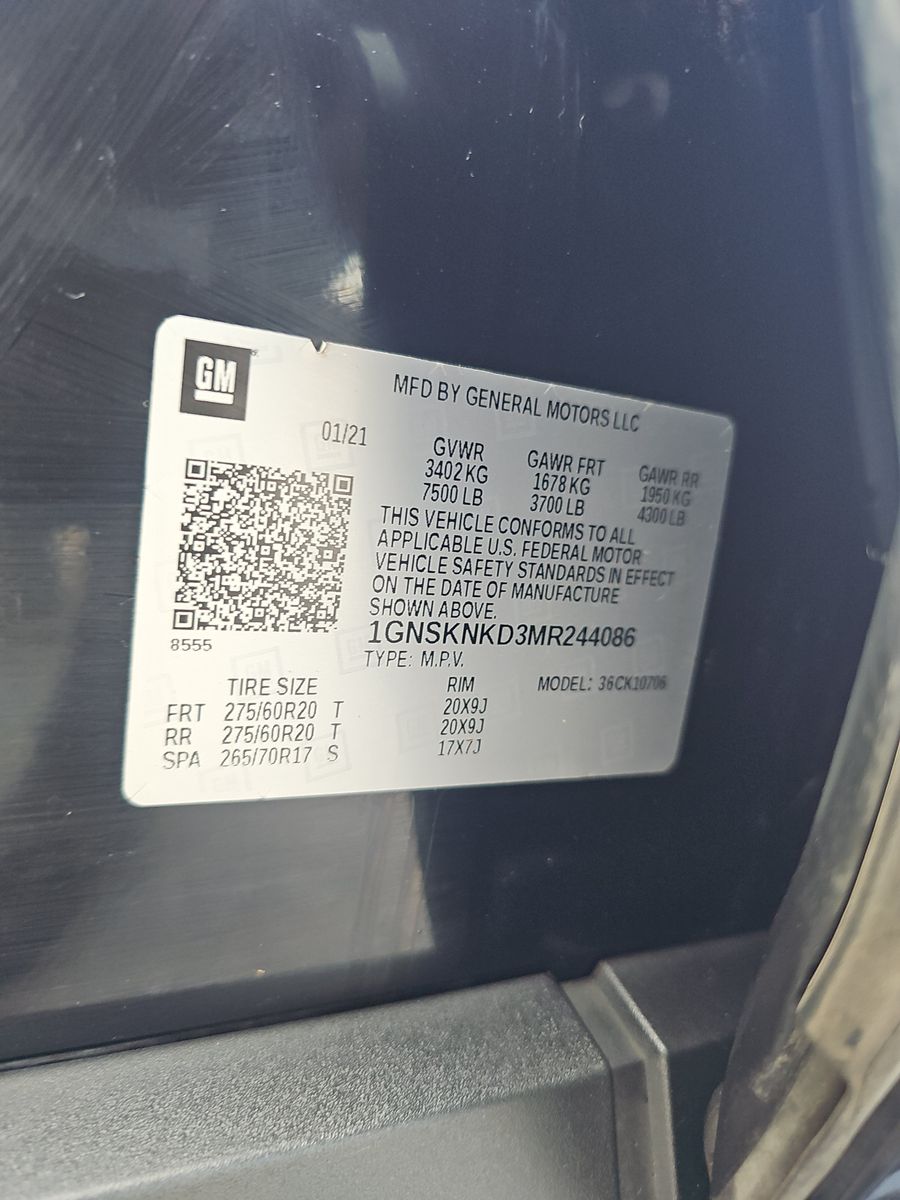 GM
MFD BY GENERAL MOTORS LLC
01/21
GVWR GAWR FRT GAWR RR
3402 KG 1678 KG 1950 KG
7500 LB 3700 LB 4300 LB
THIS VEHICLE CONFORMS TO ALL
APPLICABLE U.S. FEDERAL MOTOR
VEHICLE SAFETY STANDARDS IN EFFECT
ON THE DATE OF MANUFACTURE
SHOWN ABOVE.
8555
1GNSKNKD3MR244086
TYPE: M.P.V.
TIRE SIZE RIM MODEL: 36CK10706
FRT 275/60R20 T 20X9J
RR 275/60R20 T 20X9J
SPA 265/70R17 S 17X7J